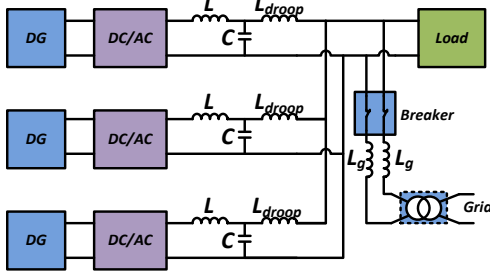 L L_droop
DG DC/AC C Load
L L_droop
DG DC/AC C Breaker
L_g L_g
L L_droop
DG DC/AC C Grid